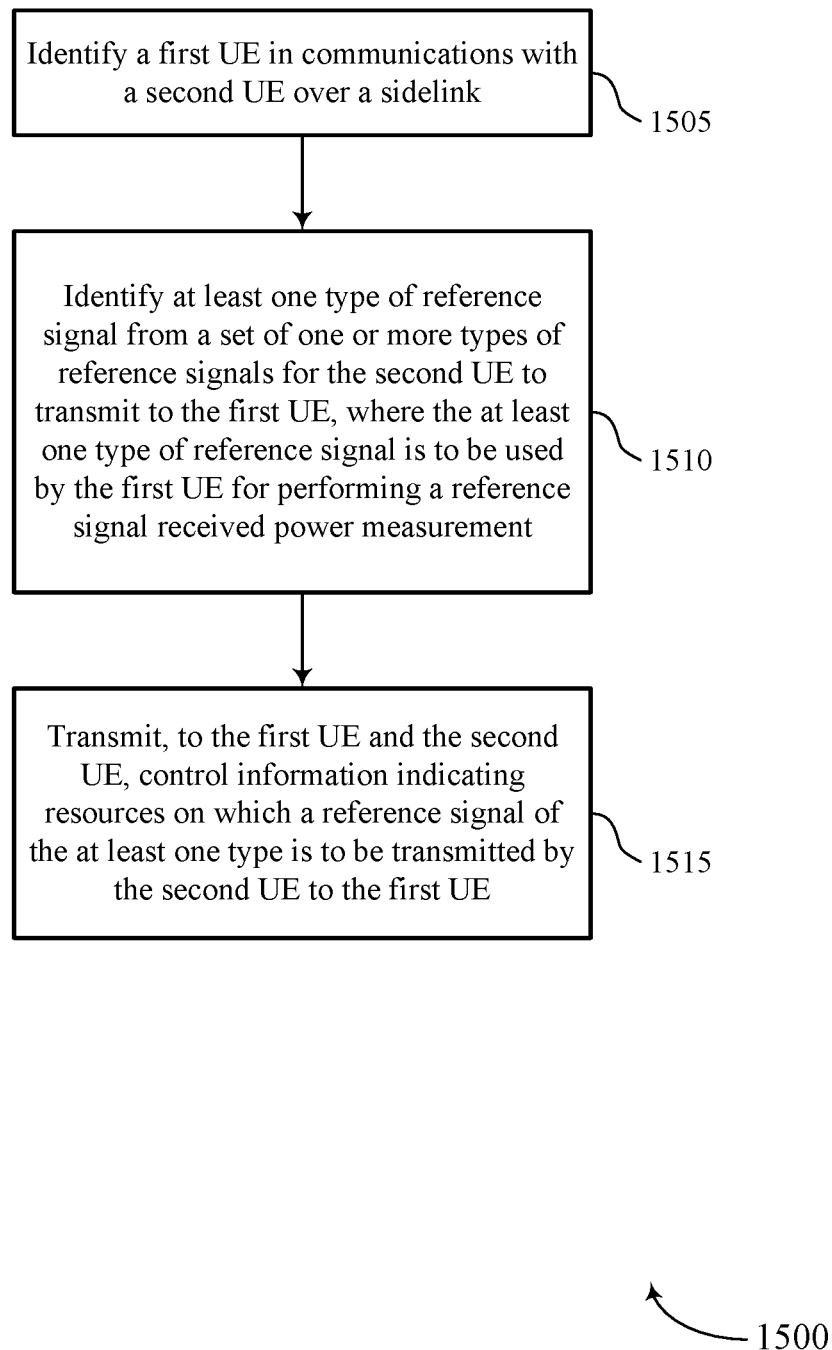 Identify a first UE in communications with
a second UE over a sidelink
1505
Identify at least one type of reference
signal from a set of one or more types of
reference signals for the second UE to
transmit to the first UE, where the at least
one type of reference signal is to be used
by the first UE for performing a reference
signal received power measurement
1510
Transmit, to the first UE and the second
UE, control information indicating
resources on which a reference signal of
the at least one type is to be transmitted by
the second UE to the first UE
1515
1500